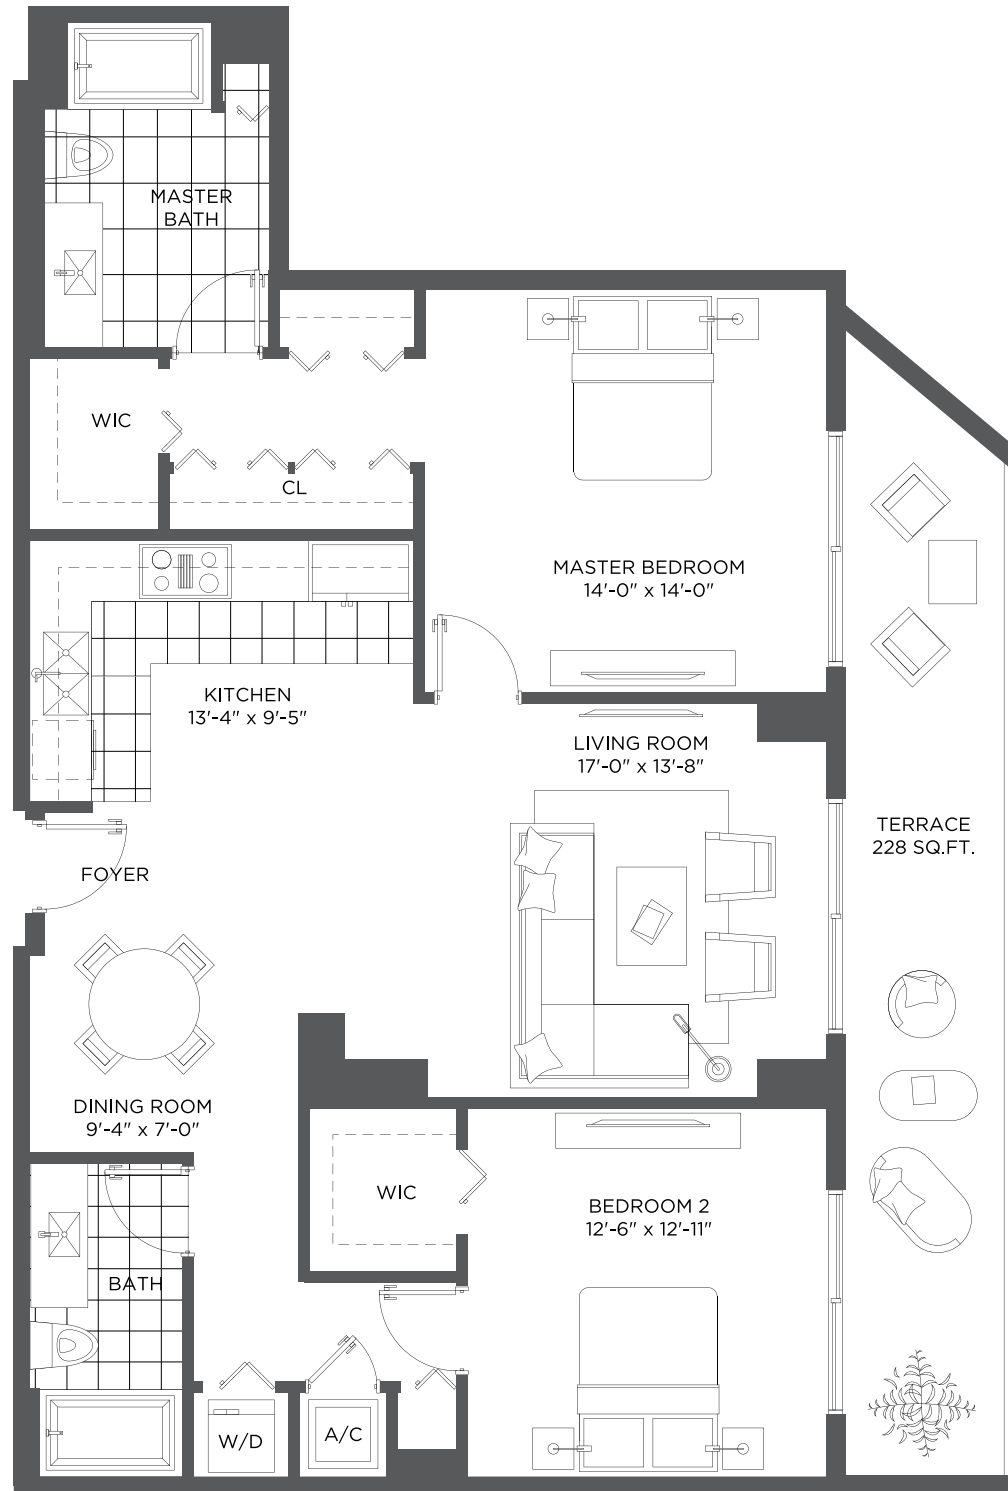 MASTER
BATH
WIC
CL
MASTER BEDROOM
14'-0" x 14'-0"
KITCHEN
13'-4" x 9'-5"
LIVING ROOM
17'-0" x 13'-8"
TERRACE
228 SQ.FT.
FOYER
DINING ROOM
9'-4" x 7'-0"
WIC
BEDROOM 2
12'-6" x 12'-11"
BATH
W/D
A/C